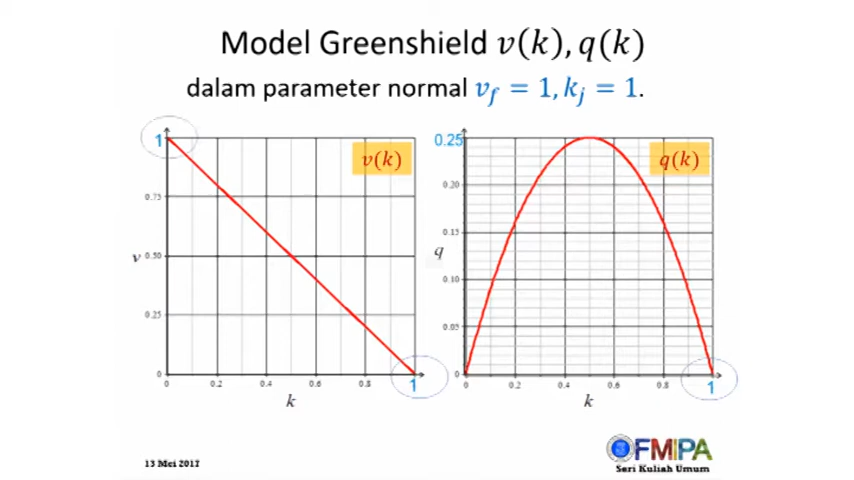 Model Greenshield v(k), q(k)
dalam parameter normal v_f = 1, k_j = 1.
1
v(k)
0.75
v 0.50
0.25
0
0 0.2 0.4 0.6 0.8 1
k
0.25
q(k)
0.20
0.15
q
0.10
0.05
0
0 0.2 0.4 0.6 0.8 1
k
13 Mei 2017
FMIPA
Seri Kuliah Umum